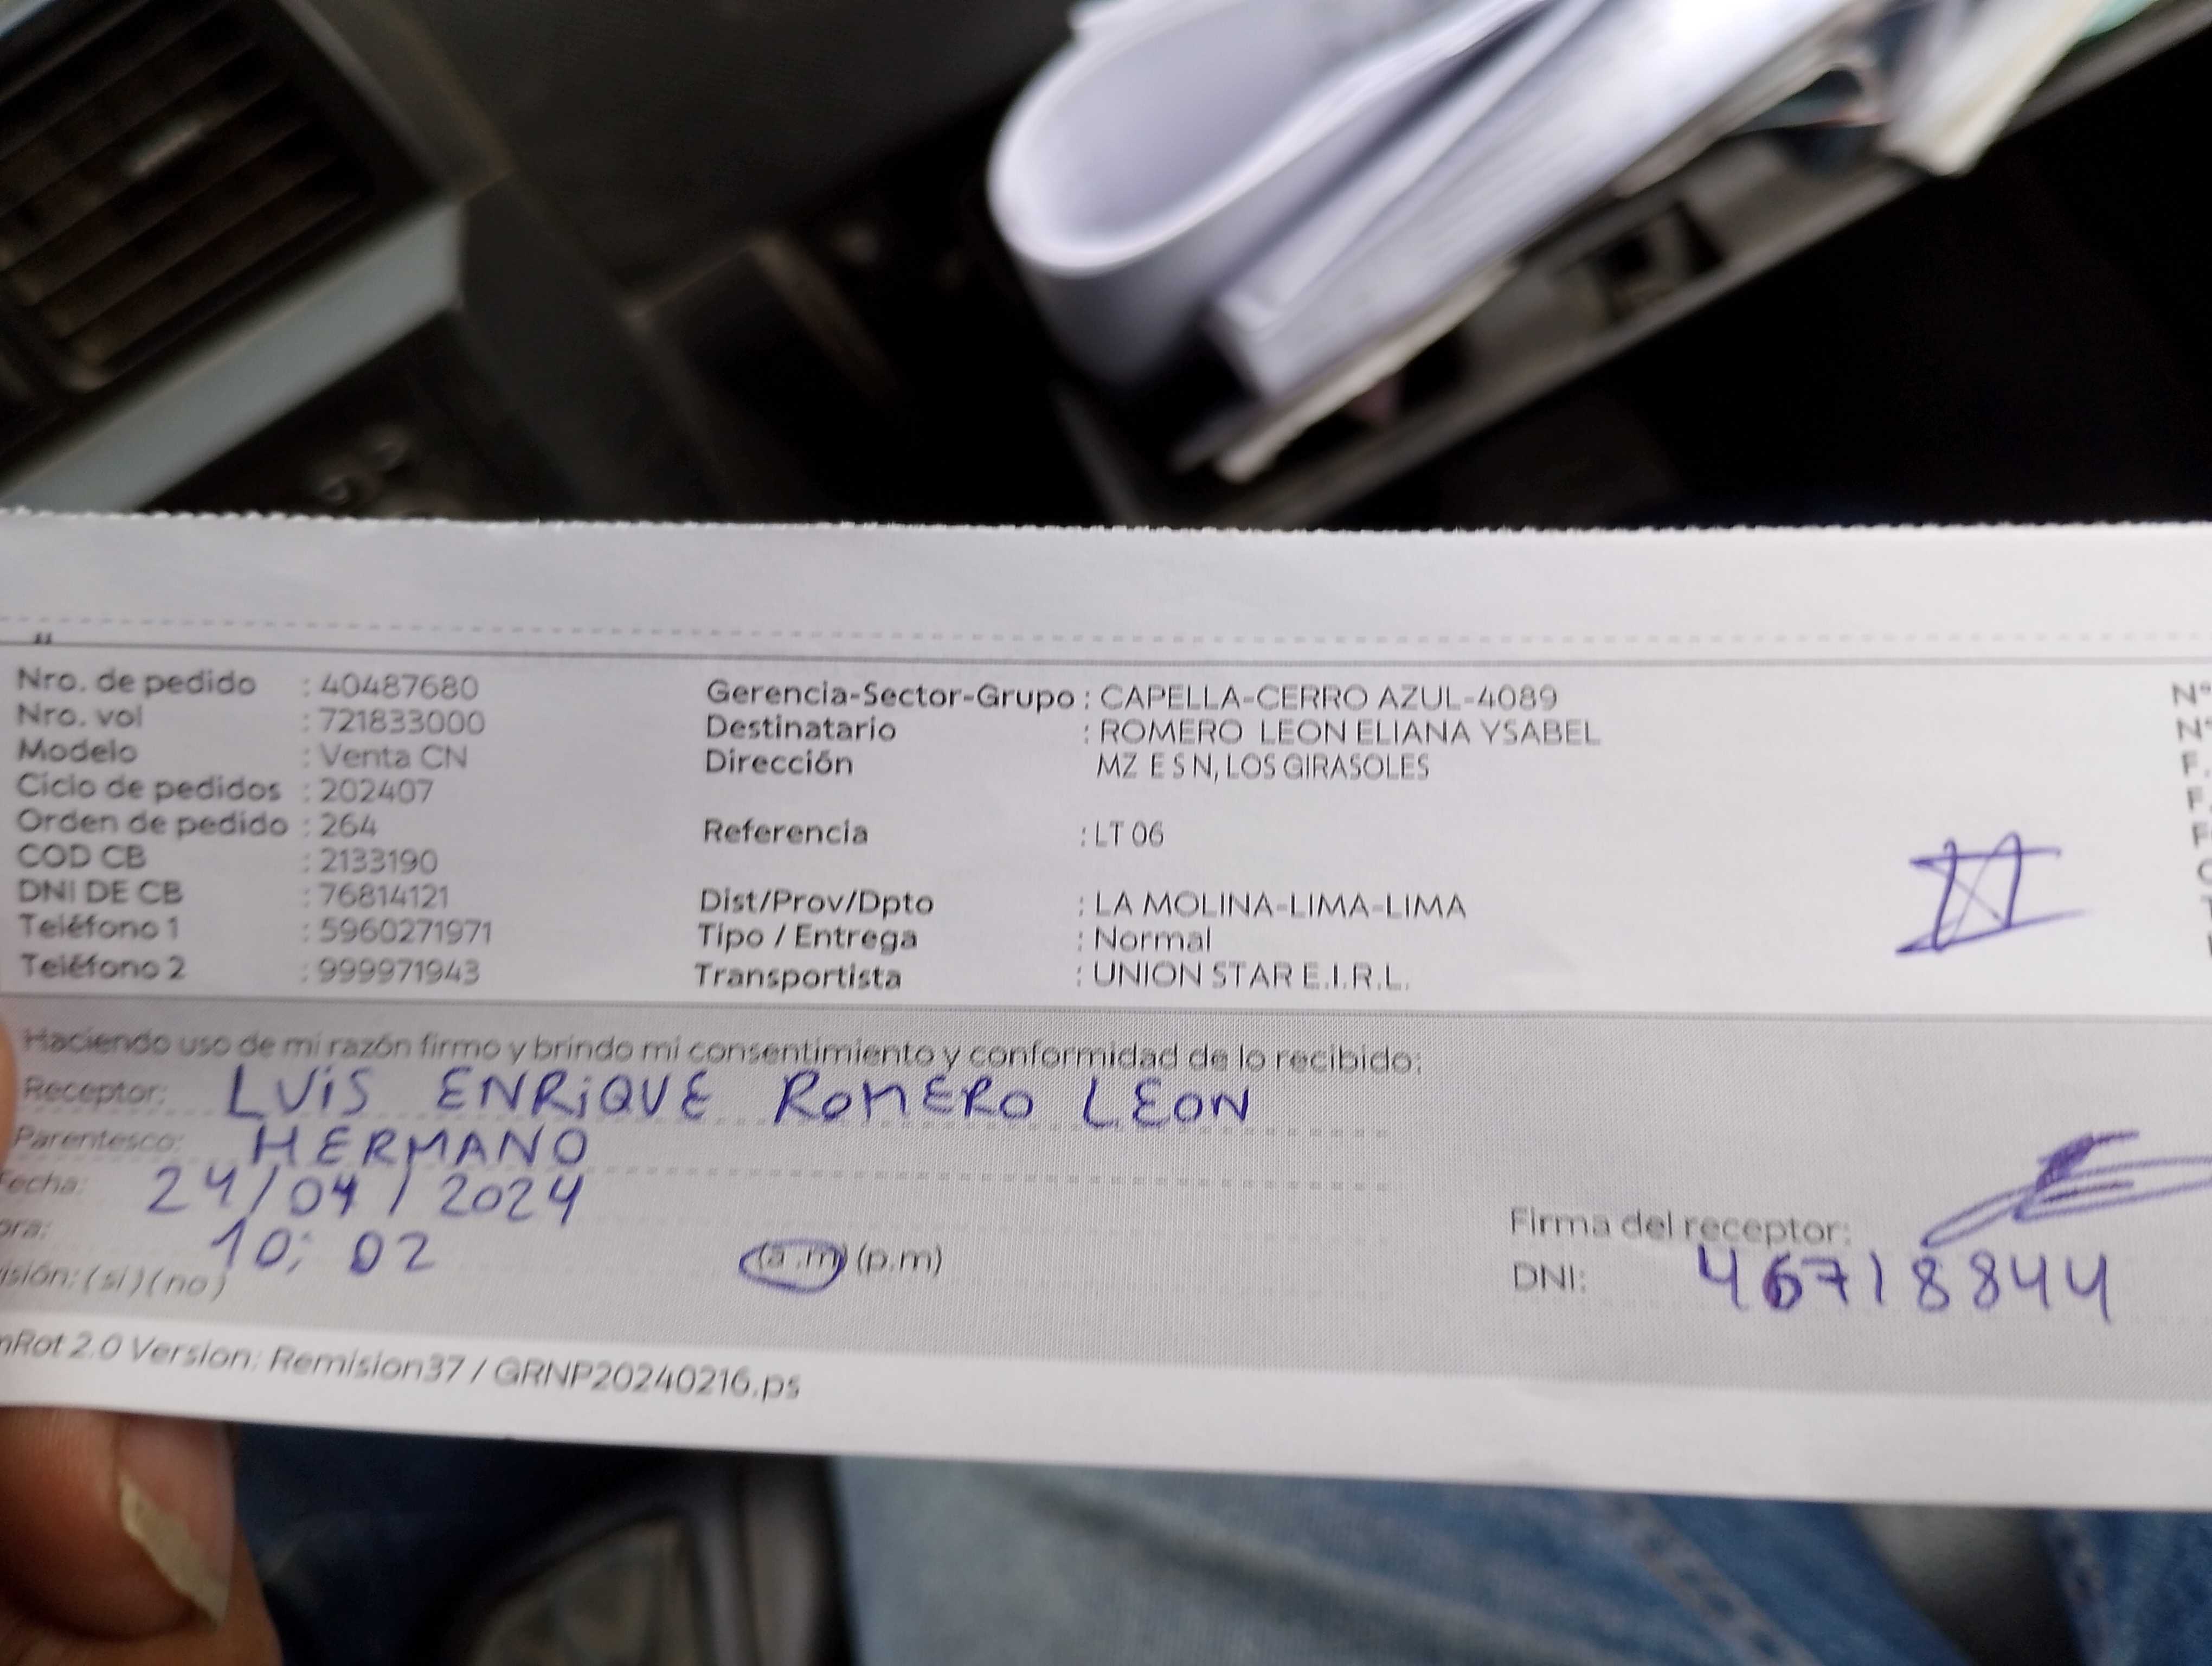 Nro. de pedido : 40487680
Nro. vol : 721833000
Modelo : Venta CN
Ciclo de pedidos : 202407
Orden de pedido : 264
COD CB : 2133190
DNI DE CB : 76814121
Teléfono 1 : 5960271971
Teléfono 2 : 999971943
Gerencia-Sector-Grupo : CAPELLA-CERRO AZUL-4089
Destinatario : ROMERO LEON ELIANA YSABEL
Dirección MZ E S N, LOS GIRASOLES
Referencia : LT 06
Dist/Prov/Dpto : LA MOLINA-LIMA-LIMA
Tipo / Entrega : Normal
Transportista : UNION STAR E.I.R.L.
N°
N°
F.
F.
Haciendo uso de mi razón firmo y brindo mi consentimiento y conformidad de lo recibido:
Receptor: LUiS ENRiQUE ROMERO LEON
Parentesco: HERMANO
Fecha: 24/04/2024
ora: 10; 02 (a.m) (p.m)
isión: (si) (no)
Firma del receptor:
DNI: 46718844
nRot 2.0 Version: Remision37 / GRNP20240216.ps